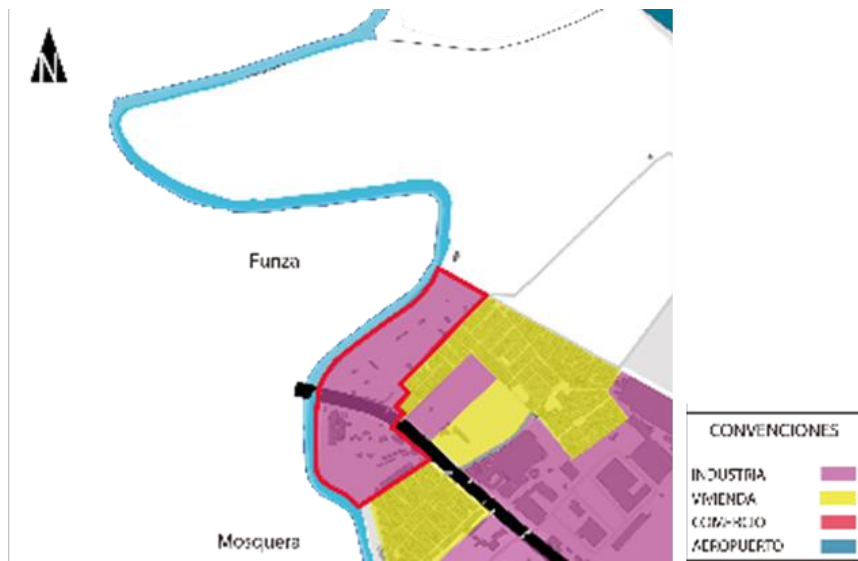 N
Funza
Mosquera
CONVENCIONES
INDUSTRIA
VIVIENDA
COMERCIO
AEROPUERTO